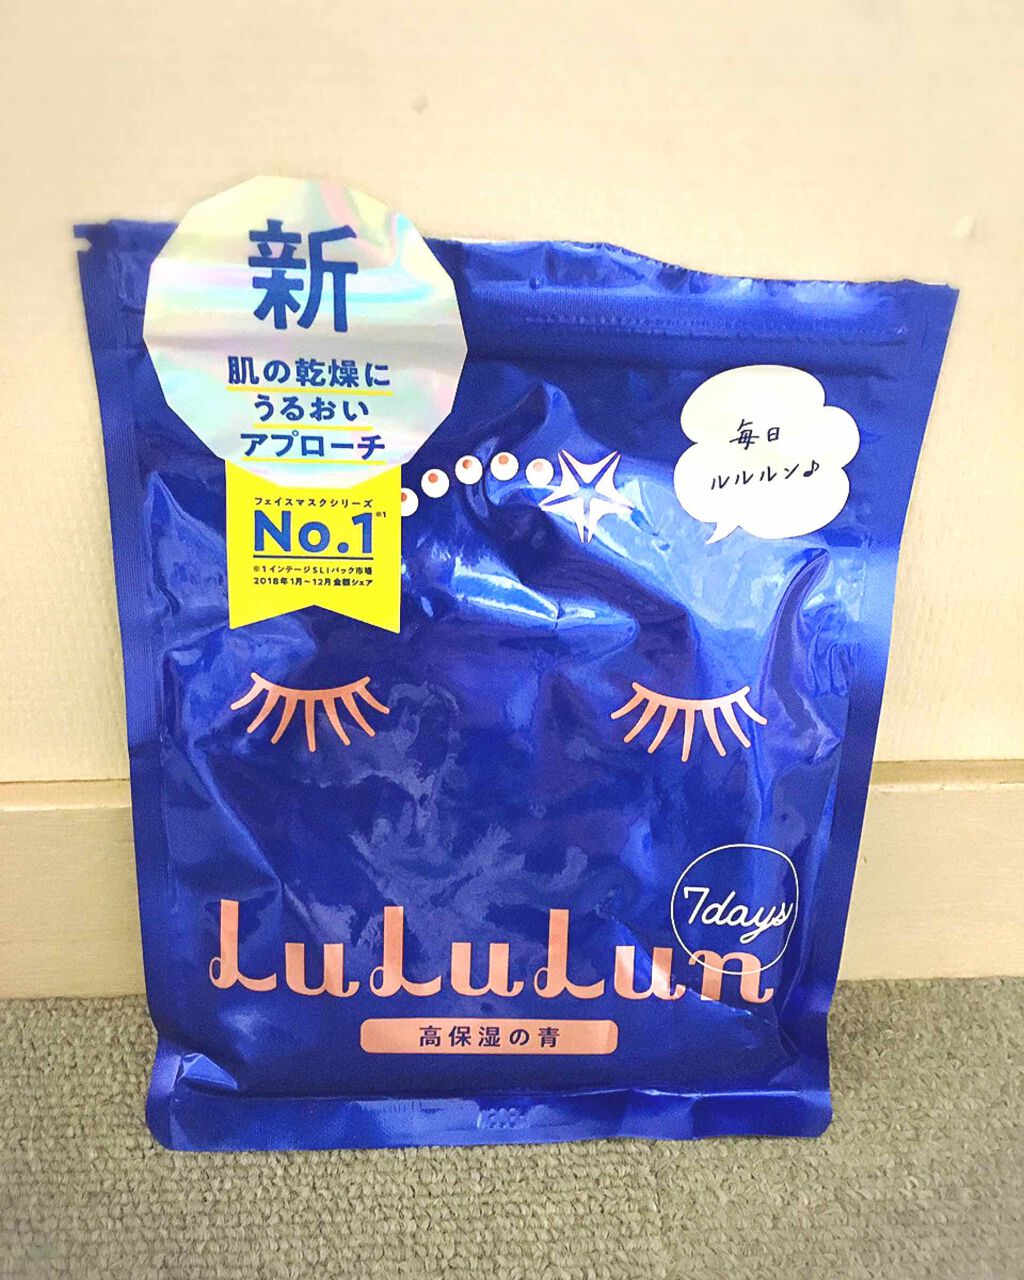 新
肌の乾燥に
うるおい
アプローチ
フェイスマスクシリーズ
No.1※1
※1 インテージSLI パック市場
2018年1月~12月 金額シェア
毎日
ルルルン♪
7days
LuLuLun
高保湿の青